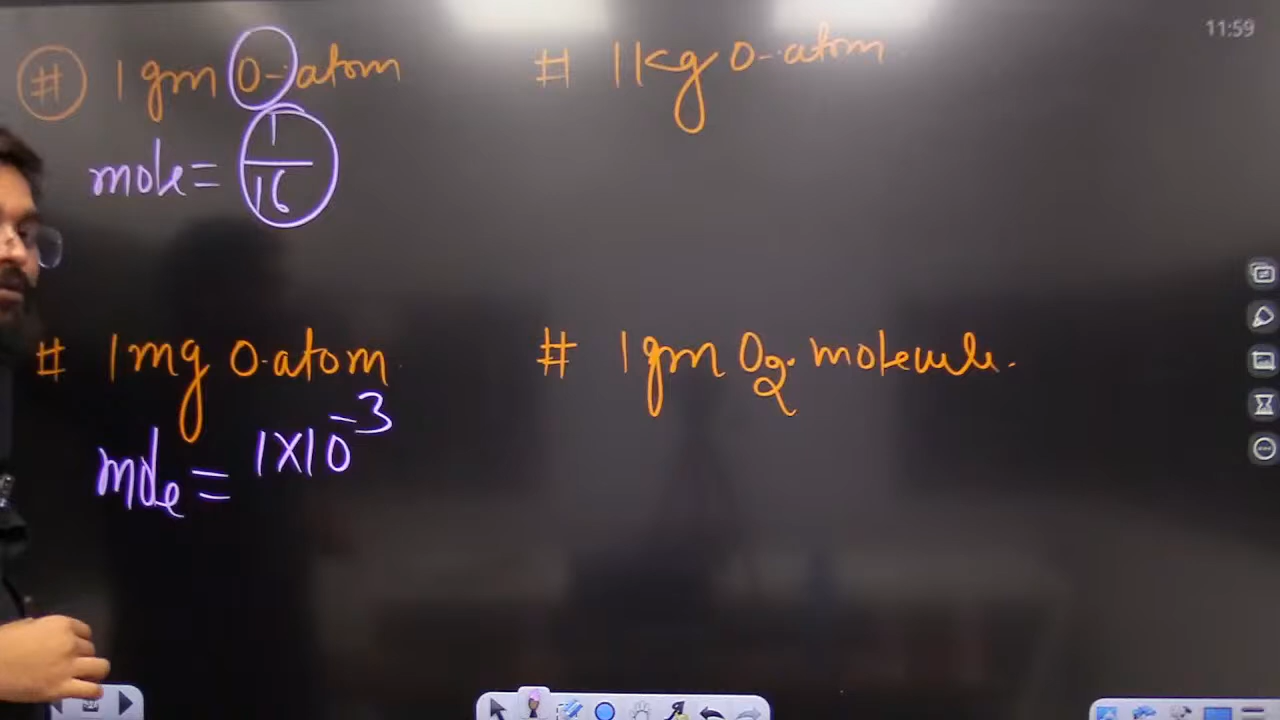 # 1 gm O-atom
mole = 1/16
# 1 kg O-atom
# 1 mg O-atom
mole = 1×10⁻³
# 1 gm O₂ molecule.
11:59